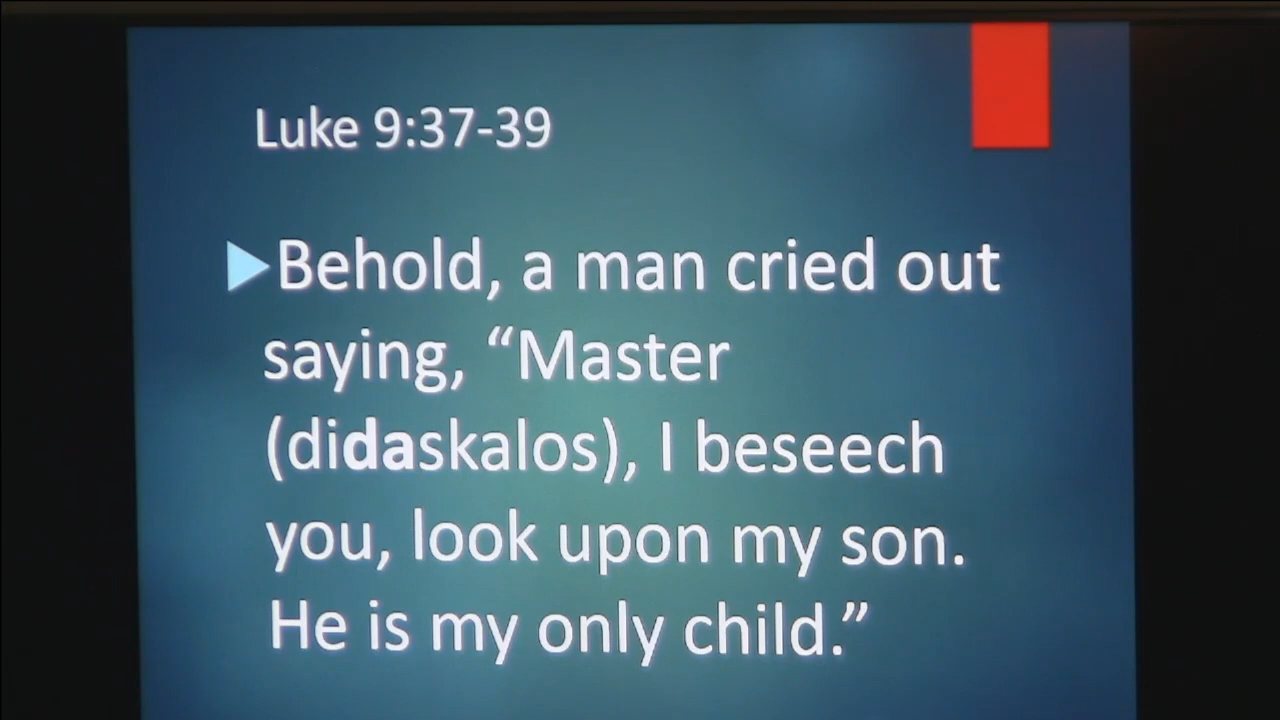 Luke 9:37-39
Behold, a man cried out
saying, “Master
(didaskalos), I beseech
you, look upon my son.
He is my only child.”